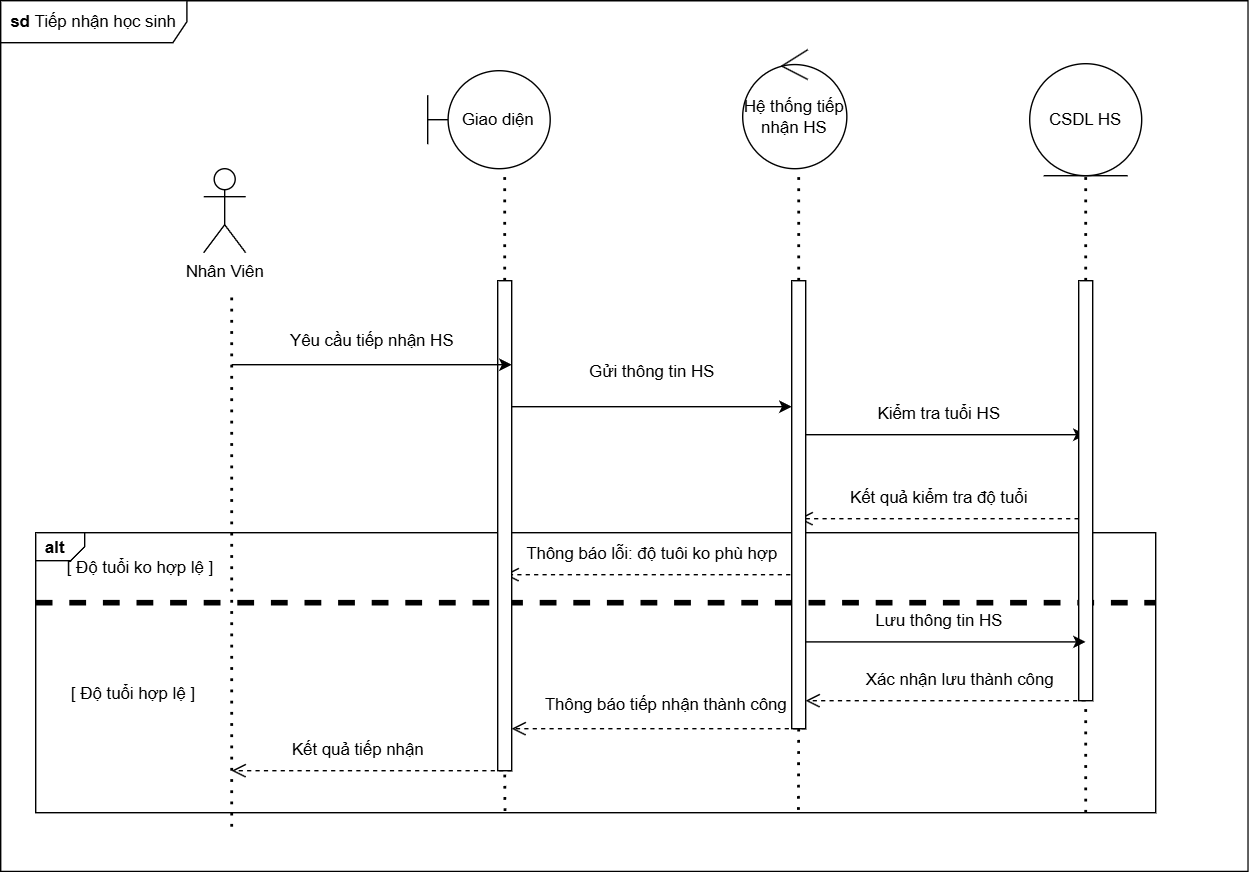 sd Tiếp nhận học sinh
Giao diện
Hệ thống tiếp
nhận HS
CSDL HS
Nhân Viên
Yêu cầu tiếp nhận HS
Gửi thông tin HS
Kiểm tra tuổi HS
Kết quả kiểm tra độ tuổi
alt
[ Độ tuổi ko hợp lệ ]
Thông báo lỗi: độ tuôi ko phù hợp
Lưu thông tin HS
[ Độ tuổi hợp lệ ]
Xác nhận lưu thành công
Thông báo tiếp nhận thành công
Kết quả tiếp nhận